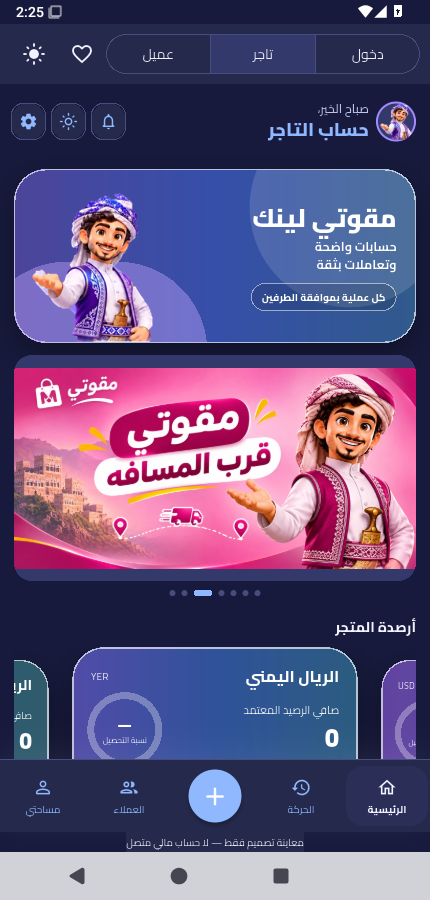 2:25
دخول
تاجر
عميل
صباح الخير،
حساب التاجر
مقوتي لينك
حسابات واضحة
وتعاملات بثقة
كل عملية بموافقة الطرفين
مقوتي
مقوتي
قرب المسافه
أرصدة المتجر
الريال اليمني
YER
صافي الرصيد المعتمد
0
—
نسبة التحصيل
USD
0
الرئيسية
الحركة
العملاء
مساحتي
معاينة تصميم فقط — لا حساب مالي متصل